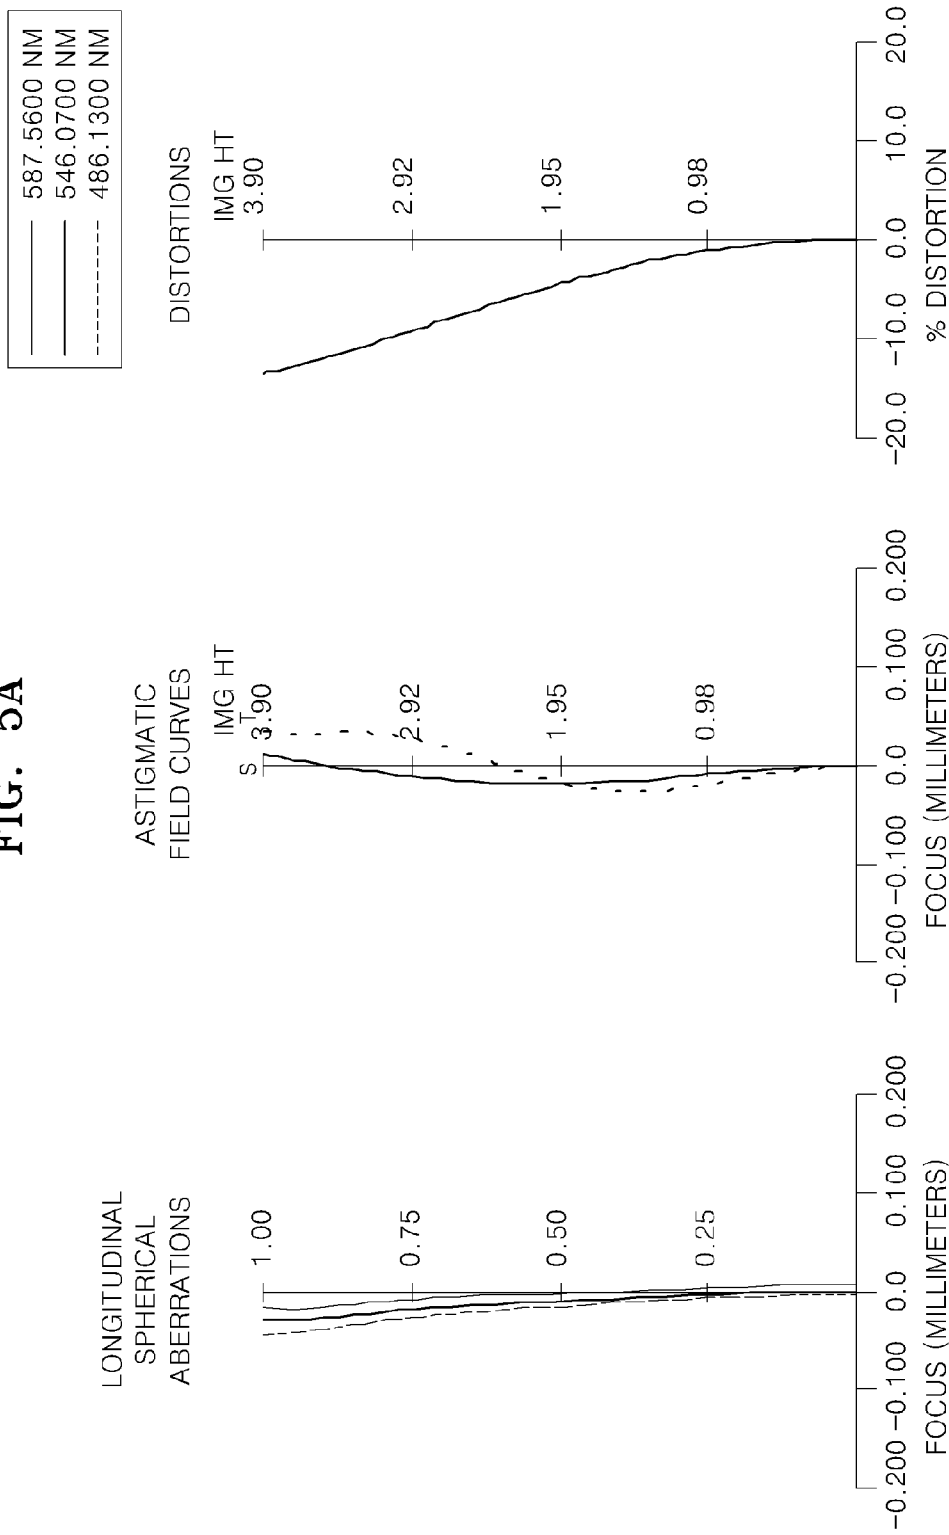 FIG. 5A
587.5600 NM
546.0700 NM
486.1300 NM
LONGITUDINAL
SPHERICAL
ABERRATIONS
1.00
0.75
0.50
0.25
-0.200 -0.100 0.0 0.100 0.200
FOCUS (MILLIMETERS)
ASTIGMATIC
FIELD CURVES
IMG HT
S T
3.90
2.92
1.95
0.98
-0.200 -0.100 0.0 0.100 0.200
FOCUS (MILLIMETERS)
DISTORTIONS
IMG HT
3.90
2.92
1.95
0.98
-20.0 -10.0 0.0 10.0 20.0
% DISTORTION